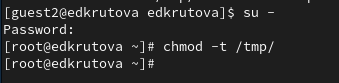 [guest2@edkrutova edkrutova]$ su -
Password:
[root@edkrutova ~]# chmod -t /tmp/
[root@edkrutova ~]#